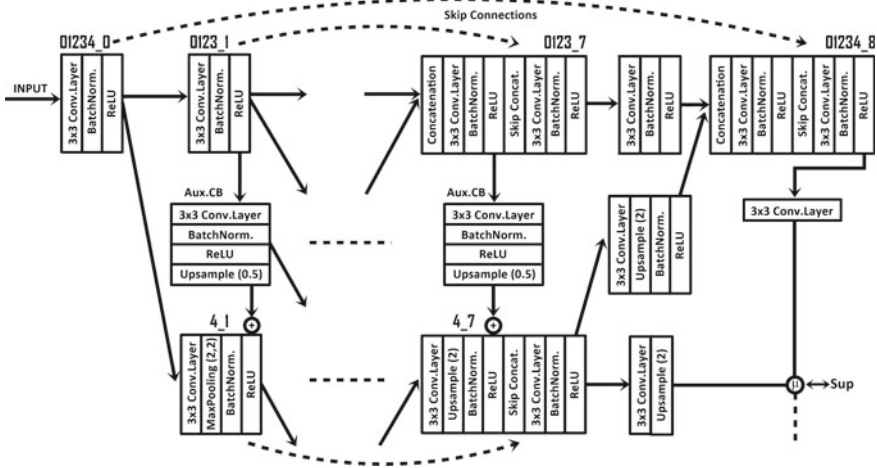 Skip Connections
01234_0
0123_1
0123_7
01234_8
INPUT
3x3 Conv.Layer
BatchNorm.
ReLU
3x3 Conv.Layer
BatchNorm.
ReLU
Concatenation
3x3 Conv.Layer
BatchNorm.
ReLU
Skip Concat.
3x3 Conv.Layer
BatchNorm.
ReLU
3x3 Conv.Layer
BatchNorm.
ReLU
Concatenation
3x3 Conv.Layer
BatchNorm.
ReLU
Skip Concat.
3x3 Conv.Layer
BatchNorm.
ReLU
Aux.CB
3x3 Conv.Layer
BatchNorm.
ReLU
Upsample (0.5)
Aux.CB
3x3 Conv.Layer
BatchNorm.
ReLU
Upsample (0.5)
3x3 Conv.Layer
Upsample (2)
BatchNorm.
ReLU
3x3 Conv.Layer
4_1
+
3x3 Conv.Layer
MaxPooling (2,2)
BatchNorm.
ReLU
4_7
+
3x3 Conv.Layer
Upsample (2)
BatchNorm.
ReLU
Skip Concat.
3x3 Conv.Layer
BatchNorm.
ReLU
3x3 Conv.Layer
Upsample (2)
μ
Sup